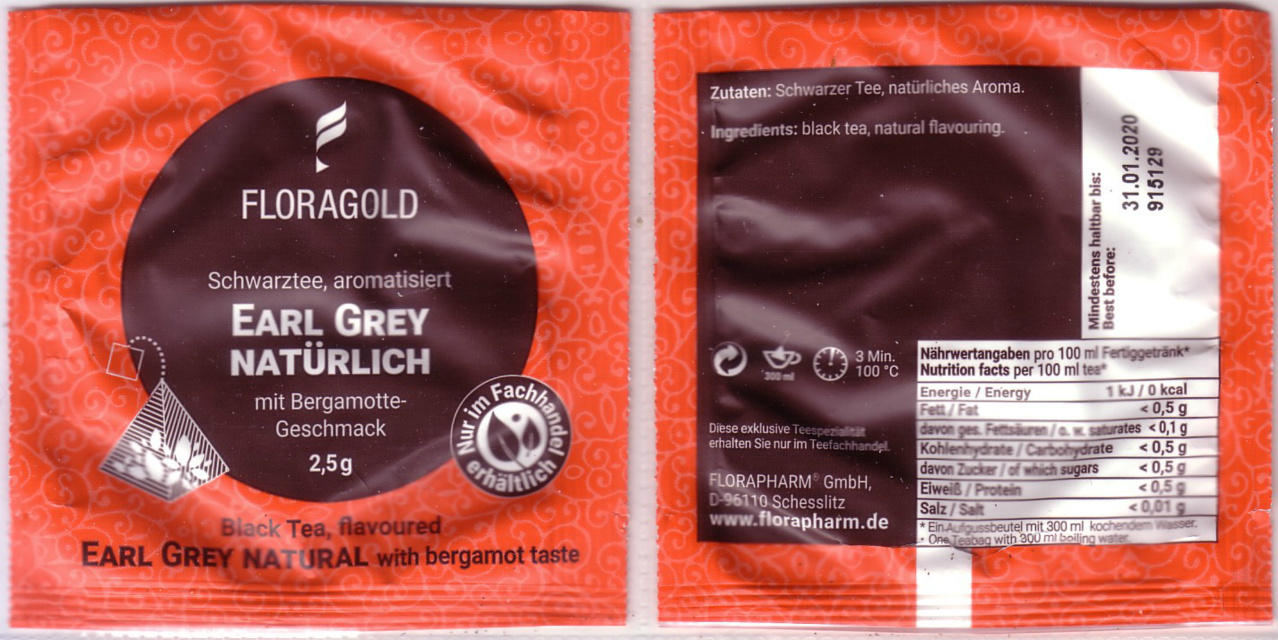 FLORAGOLD
Schwarztee, aromatisiert
EARL GREY
NATÜRLICH
mit Bergamotte-
Geschmack
2,5 g
Nur im Fachhandel
erhältlich
Black Tea, flavoured
EARL GREY NATURAL with bergamot taste
Zutaten: Schwarzer Tee, natürliches Aroma.
Ingredients: black tea, natural flavouring.
Mindestens haltbar bis:
Best before:
31.01.2020
915129
300 ml
3 Min.
100 °C
Diese exklusive Teespezialität
erhalten Sie nur im Teefachhandel.
FLORAPHARM® GmbH,
D-96110 Schesslitz
www.florapharm.de
Nährwertangaben pro 100 ml Fertiggetränk*
Nutrition facts per 100 ml tea*
Energie / Energy 1 kJ / 0 kcal
Fett / Fat < 0,5 g
davon ges. Fettsäuren / o. w. saturates < 0,1 g
Kohlenhydrate / Carbohydrate < 0,5 g
davon Zucker / of which sugars < 0,5 g
Eiweiß / Protein < 0,5 g
Salz / Salt < 0,01 g
* Ein Aufgussbeutel mit 300 ml kochendem Wasser.
* One Teabag with 300 ml boiling water.